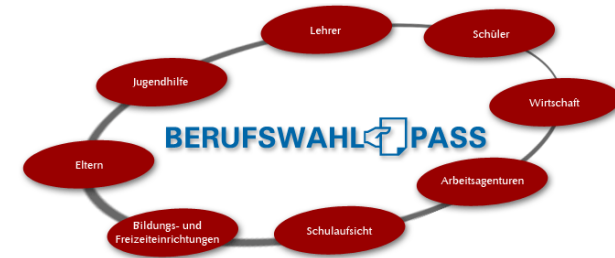 Lehrer
Schüler
Jugendhilfe
Wirtschaft
BERUFSWAHL PASS
Eltern
Arbeitsagenturen
Bildungs- und
Freizeiteinrichtungen
Schulaufsicht